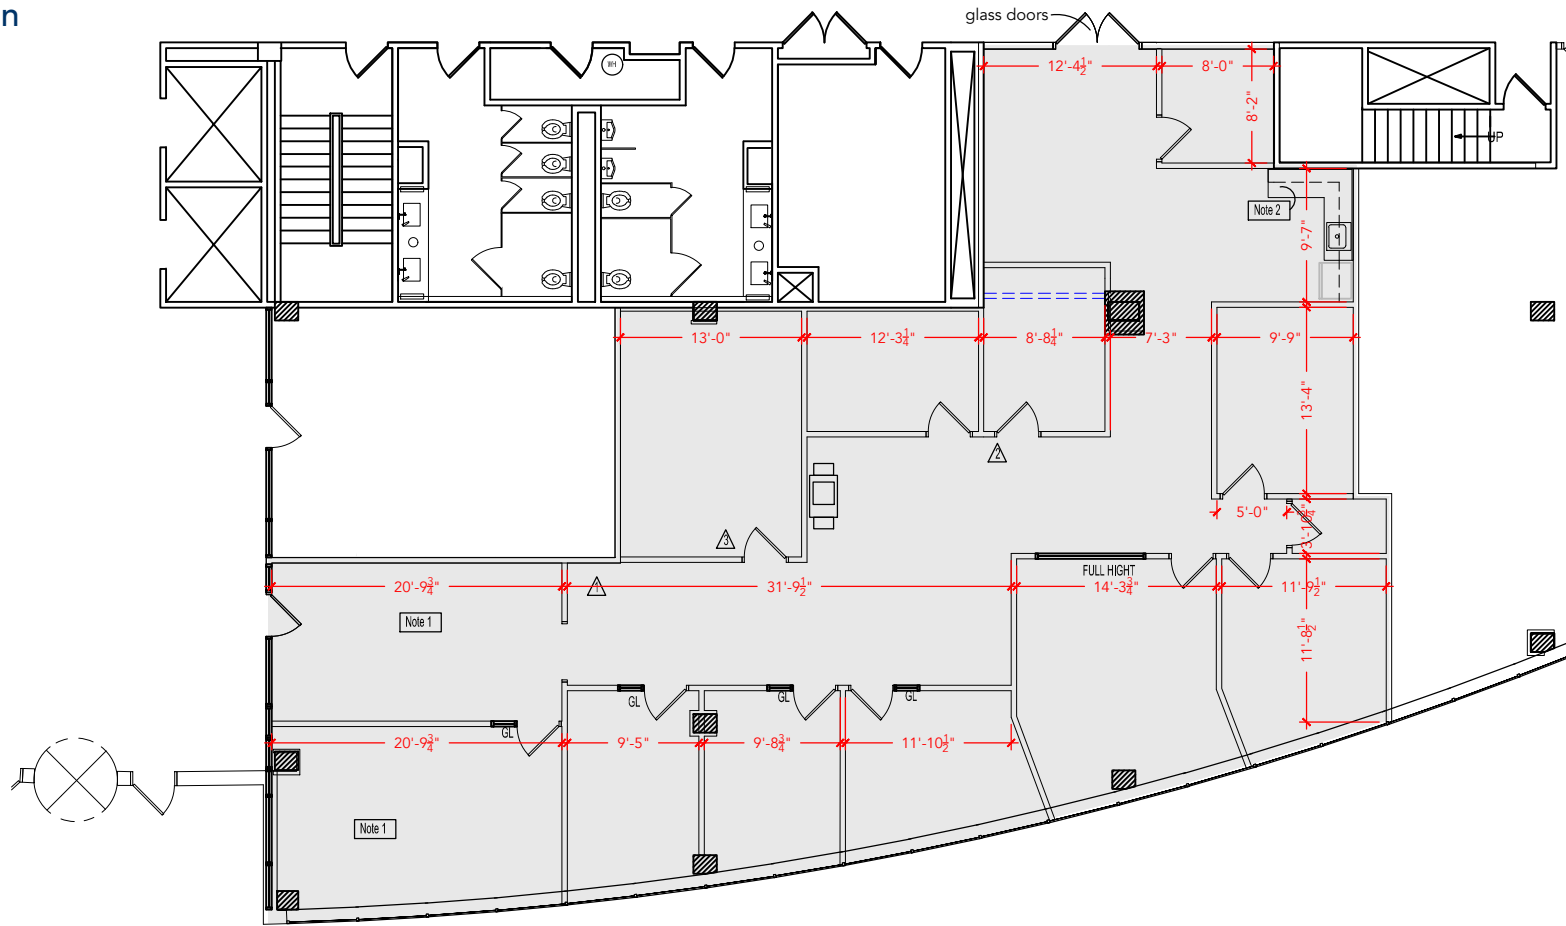 n
glass doors
WH
12'-4½"
8'-0"
8'-2"
UP
Note 2
9'-7"
13'-0"
12'-3¼"
8'-8¼"
7'-3"
9'-9"
13'-4"
2
3
5'-0"
3'-10¾"
FULL HIGHT
20'-9¾"
1
31'-9½"
14'-3¾"
11'-9½"
Note 1
11'-8½"
GL
GL
GL
GL
20'-9¾"
9'-5"
9'-8¾"
11'-10½"
Note 1